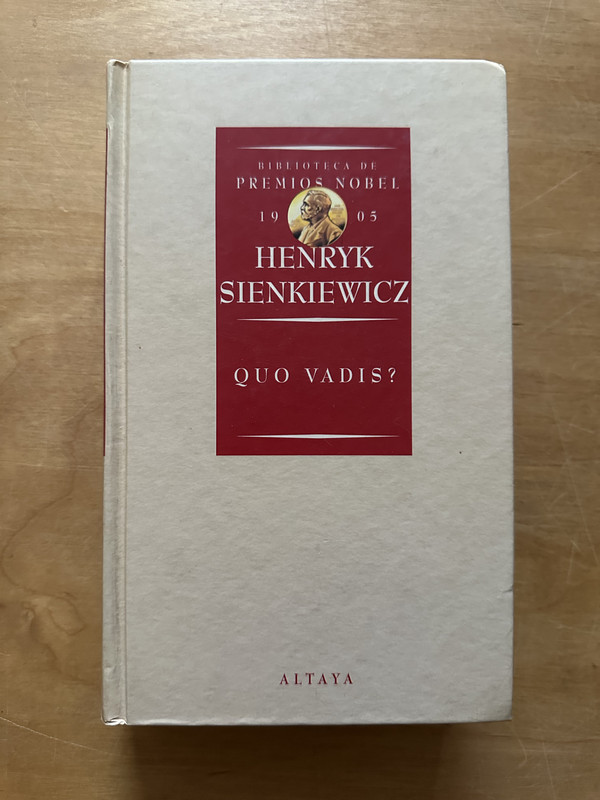 BIBLIOTECA DE
PREMIOS NOBEL
19 05
HENRYK
SIENKIEWICZ
QUO VADIS?
ALTAYA